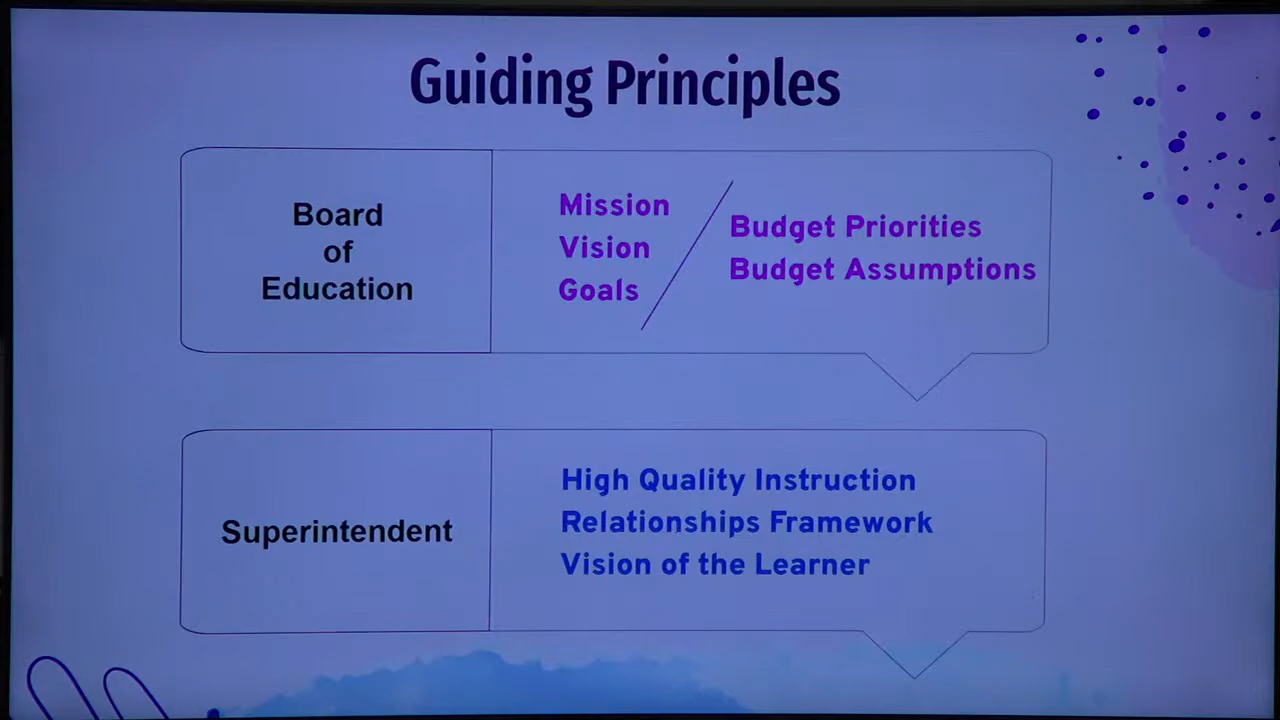 Guiding Principles
Board
of
Education
Mission
Vision
Goals
Budget Priorities
Budget Assumptions
Superintendent
High Quality Instruction
Relationships Framework
Vision of the Learner